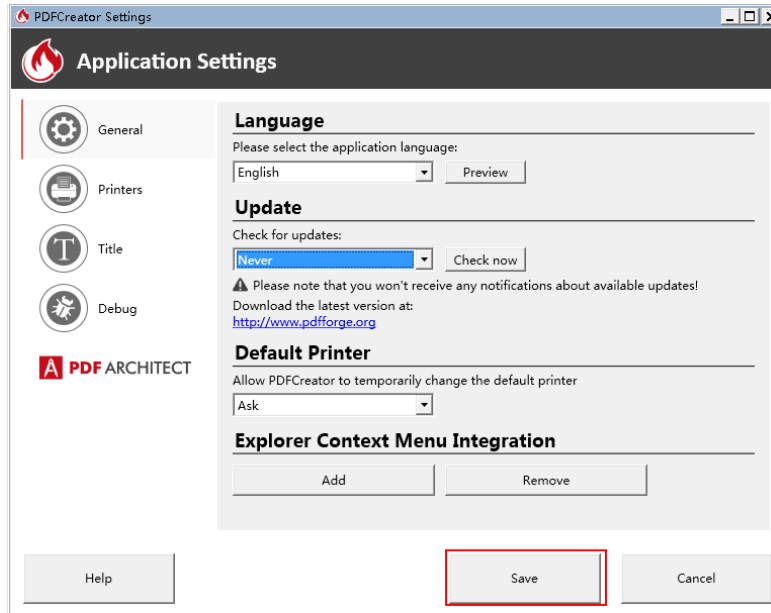 PDFCreator Settings
Application Settings
General
Printers
Title
Debug
PDF ARCHITECT
Language
Please select the application language:
English
Preview
Update
Check for updates:
Never
Check now
Please note that you won't receive any notifications about available updates!
Download the latest version at:
http://www.pdfforge.org
Default Printer
Allow PDFCreator to temporarily change the default printer
Ask
Explorer Context Menu Integration
Add
Remove
Help
Save
Cancel